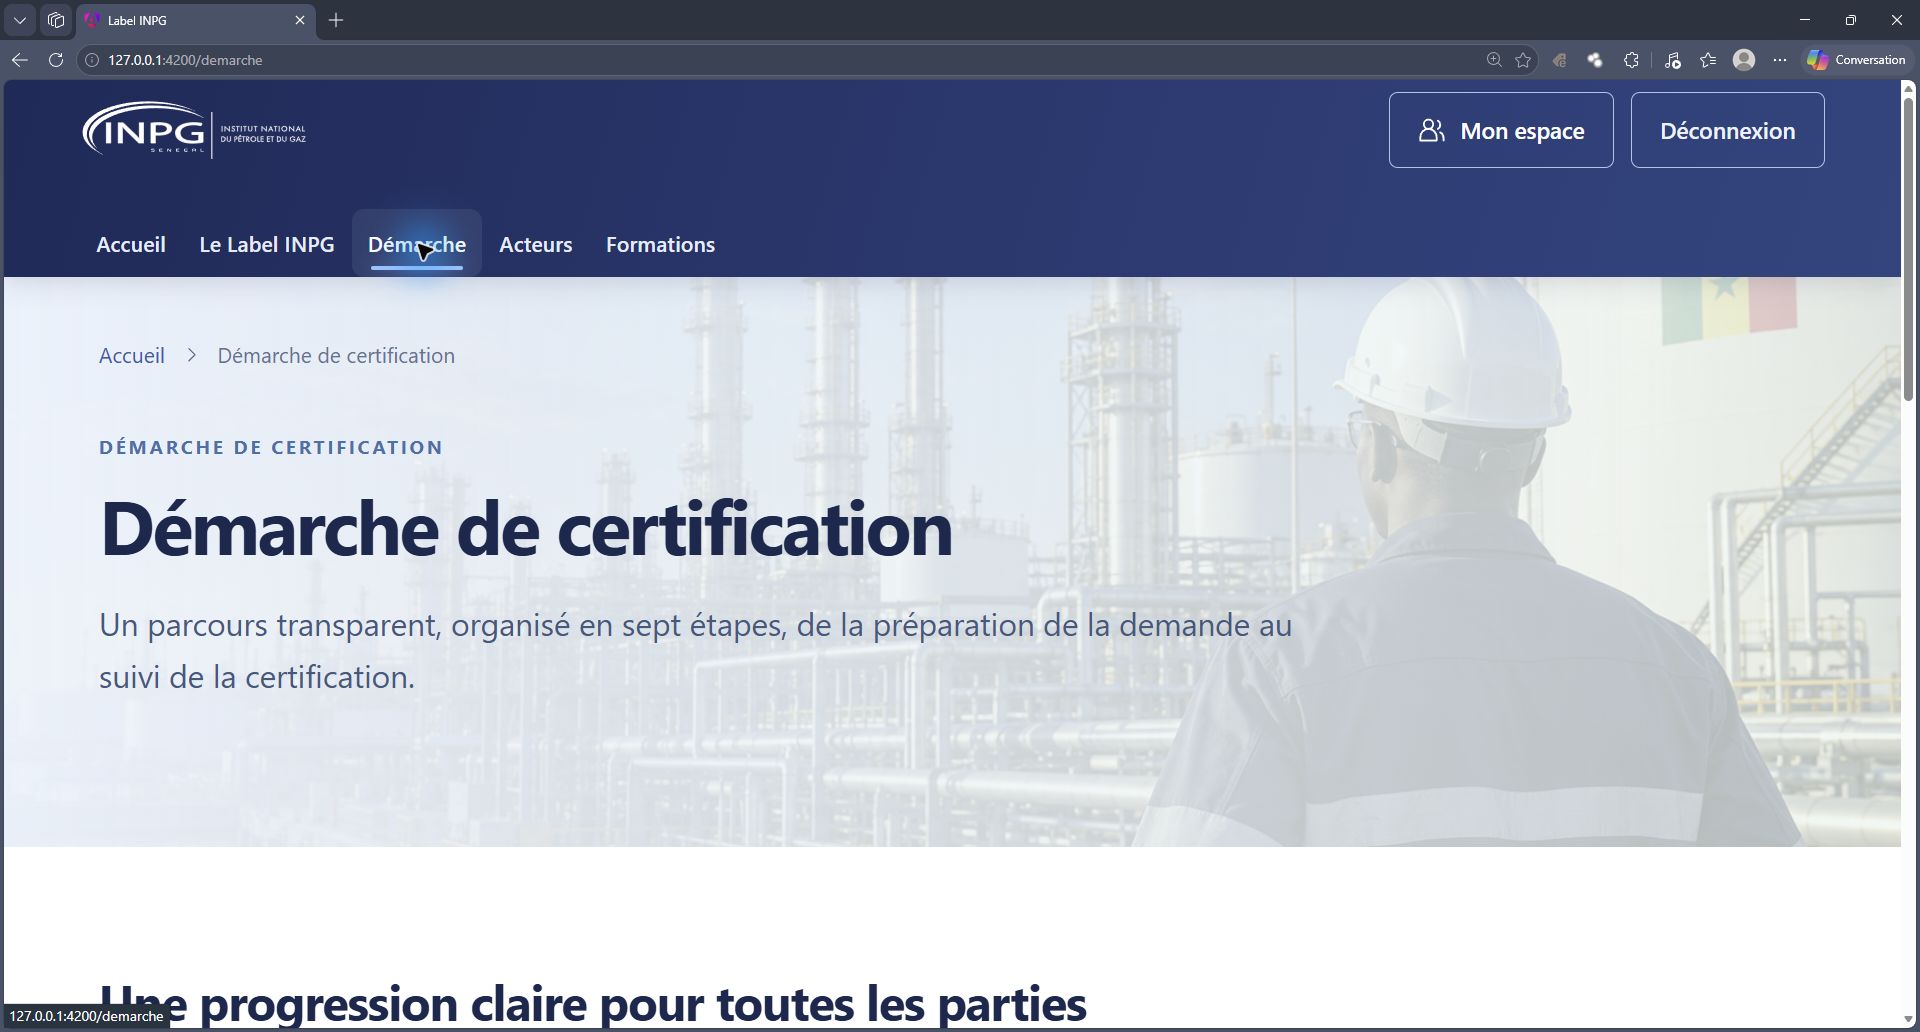 Label INPG
127.0.0.1:4200/demarche
Conversation
INPG
SENEGAL
INSTITUT NATIONAL
DU PÉTROLE ET DU GAZ
Mon espace
Déconnexion
Accueil
Le Label INPG
Démarche
Acteurs
Formations
Accueil > Démarche de certification
DÉMARCHE DE CERTIFICATION
Démarche de certification
Un parcours transparent, organisé en sept étapes, de la préparation de la demande au
suivi de la certification.
Une progression claire pour toutes les parties
127.0.0.1:4200/demarche